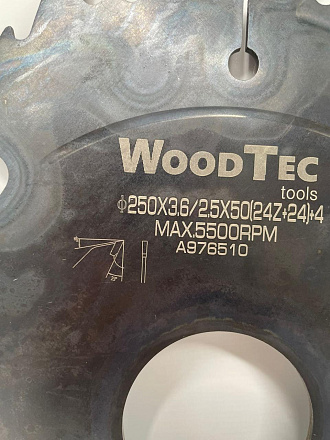 WOODTEC
tools
ϕ250X3.6/2.5X50(24Z+24)+4
MAX.5500RPM
A976510